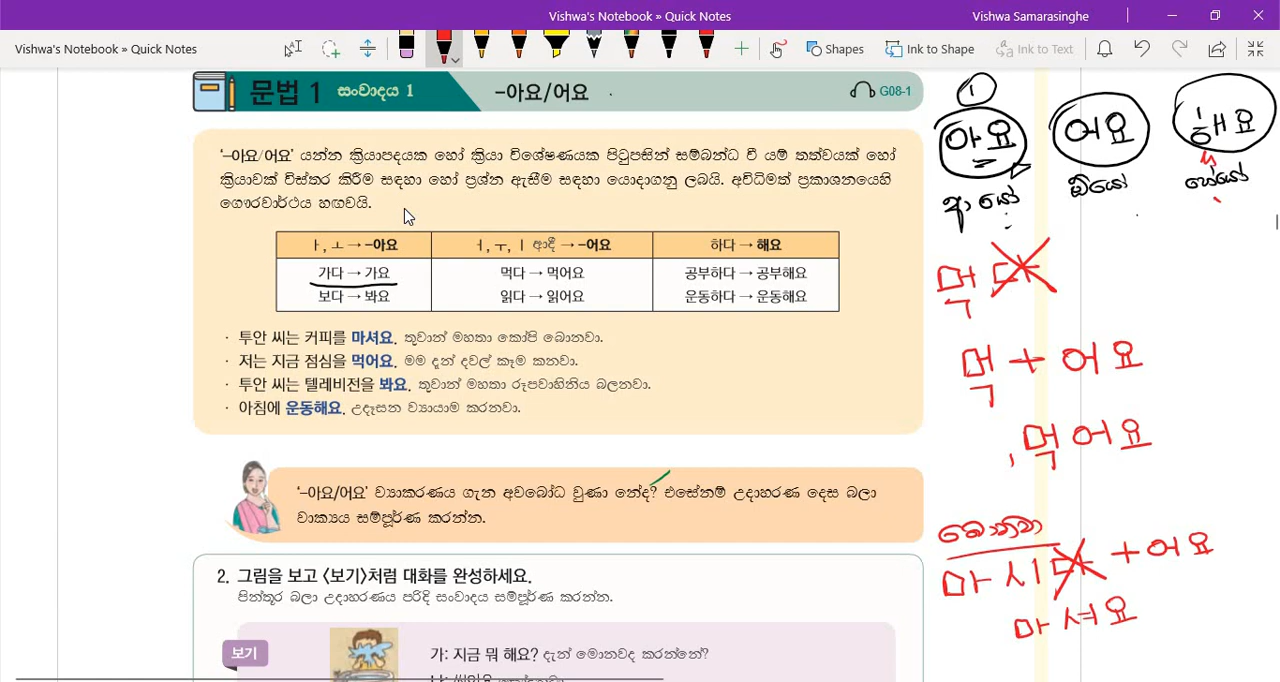 Vishwa's Notebook » Quick Notes
Vishwa Samarasinghe
Vishwa's Notebook » Quick Notes
Shapes
Ink to Shape
Ink to Text
문법 1 සංවාදය 1
-아요/어요
G08-1
'-아요/어요' යන්න ක්‍රියාපදයක හෝ ක්‍රියා විශේෂණයක පිටුපසින් සම්බන්ධ වී යම් තත්වයක් හෝ
ක්‍රියාවක් විස්තර කිරීම සඳහා හෝ ප්‍රශ්න ඇසීම සඳහා යොදාගනු ලබයි. අවිධිමත් ප්‍රකාශනයෙහි
ගෞරවාර්ථය හඟවයි.
ㅏ, ㅗ → -아요
ㅓ, ㅜ, ㅣ ආදී → -어요
하다 → 해요
가다 → 가요
먹다 → 먹어요
공부하다 → 공부해요
보다 → 봐요
읽다 → 읽어요
운동하다 → 운동해요
· 투안 씨는 커피를 마셔요. තුවාන් මහතා කෝපි බොනවා.
· 저는 지금 점심을 먹어요. මම දැන් දවල් කෑම කනවා.
· 투안 씨는 텔레비전을 봐요. තුවාන් මහතා රූපවාහිනිය බලනවා.
· 아침에 운동해요. උදෑසන ව්‍යායාම කරනවා.
'-아요/어요' ව්‍යාකරණය ගැන අවබෝධ වුණා නේද? එසේනම් උදාහරණ දෙස බලා
වාක්‍යය සම්පූර්ණ කරන්න.
2. 그림을 보고 〈보기〉처럼 대화를 완성하세요.
පින්තූර බලා උදාහරණය පරිදි සංවාදය සම්පූර්ණ කරන්න.
보기
가: 지금 뭐 해요? දැන් මොනවද කරන්නේ?
1
아요
어요
해요
ආයෝ
ඕයෝ
හේයෝ
먹다
먹 + 어요
먹어요
බොනවා
마시다 + 어요
마셔요